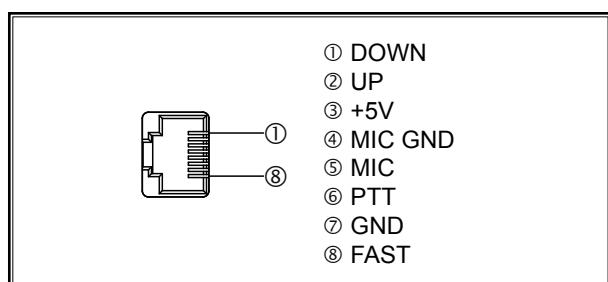 ① DOWN
② UP
③ +5V
④ MIC GND
⑤ MIC
⑥ PTT
⑦ GND
⑧ FAST
①
⑧